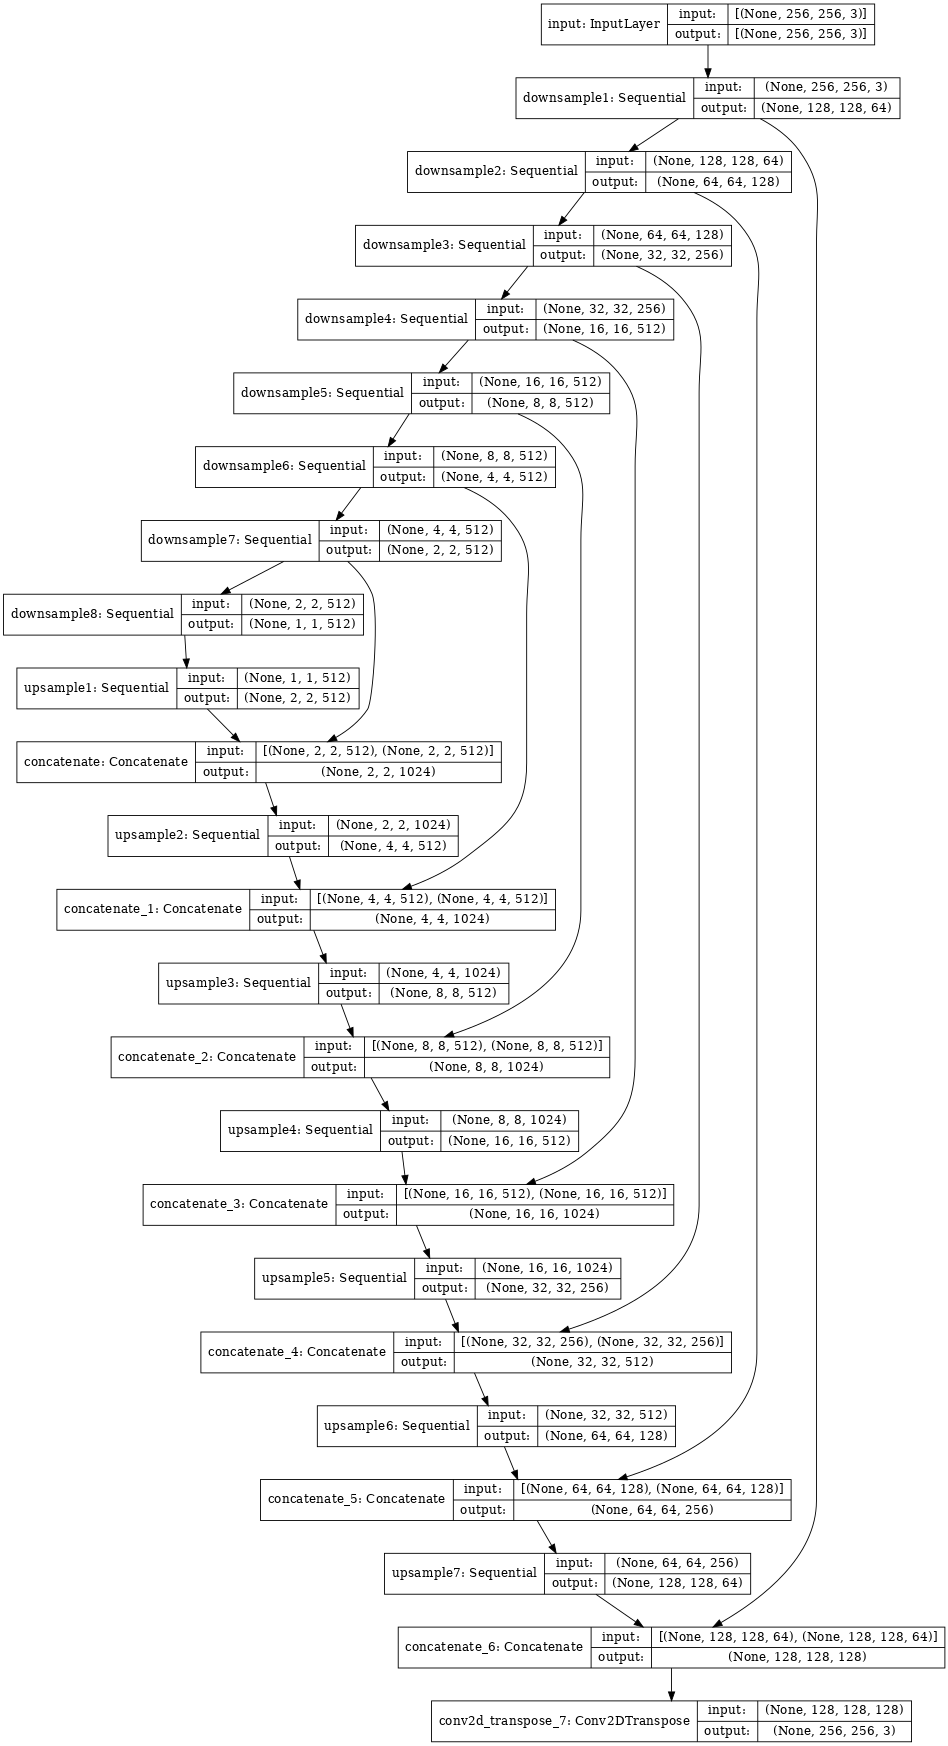 input: InputLayer
input: [(None, 256, 256, 3)]
output: [(None, 256, 256, 3)]
downsample1: Sequential
input: (None, 256, 256, 3)
output: (None, 128, 128, 64)
downsample2: Sequential
input: (None, 128, 128, 64)
output: (None, 64, 64, 128)
downsample3: Sequential
input: (None, 64, 64, 128)
output: (None, 32, 32, 256)
downsample4: Sequential
input: (None, 32, 32, 256)
output: (None, 16, 16, 512)
downsample5: Sequential
input: (None, 16, 16, 512)
output: (None, 8, 8, 512)
downsample6: Sequential
input: (None, 8, 8, 512)
output: (None, 4, 4, 512)
downsample7: Sequential
input: (None, 4, 4, 512)
output: (None, 2, 2, 512)
downsample8: Sequential
input: (None, 2, 2, 512)
output: (None, 1, 1, 512)
upsample1: Sequential
input: (None, 1, 1, 512)
output: (None, 2, 2, 512)
concatenate: Concatenate
input: [(None, 2, 2, 512), (None, 2, 2, 512)]
output: (None, 2, 2, 1024)
upsample2: Sequential
input: (None, 2, 2, 1024)
output: (None, 4, 4, 512)
concatenate_1: Concatenate
input: [(None, 4, 4, 512), (None, 4, 4, 512)]
output: (None, 4, 4, 1024)
upsample3: Sequential
input: (None, 4, 4, 1024)
output: (None, 8, 8, 512)
concatenate_2: Concatenate
input: [(None, 8, 8, 512), (None, 8, 8, 512)]
output: (None, 8, 8, 1024)
upsample4: Sequential
input: (None, 8, 8, 1024)
output: (None, 16, 16, 512)
concatenate_3: Concatenate
input: [(None, 16, 16, 512), (None, 16, 16, 512)]
output: (None, 16, 16, 1024)
upsample5: Sequential
input: (None, 16, 16, 1024)
output: (None, 32, 32, 256)
concatenate_4: Concatenate
input: [(None, 32, 32, 256), (None, 32, 32, 256)]
output: (None, 32, 32, 512)
upsample6: Sequential
input: (None, 32, 32, 512)
output: (None, 64, 64, 128)
concatenate_5: Concatenate
input: [(None, 64, 64, 128), (None, 64, 64, 128)]
output: (None, 64, 64, 256)
upsample7: Sequential
input: (None, 64, 64, 256)
output: (None, 128, 128, 64)
concatenate_6: Concatenate
input: [(None, 128, 128, 64), (None, 128, 128, 64)]
output: (None, 128, 128, 128)
conv2d_transpose_7: Conv2DTranspose
input: (None, 128, 128, 128)
output: (None, 256, 256, 3)